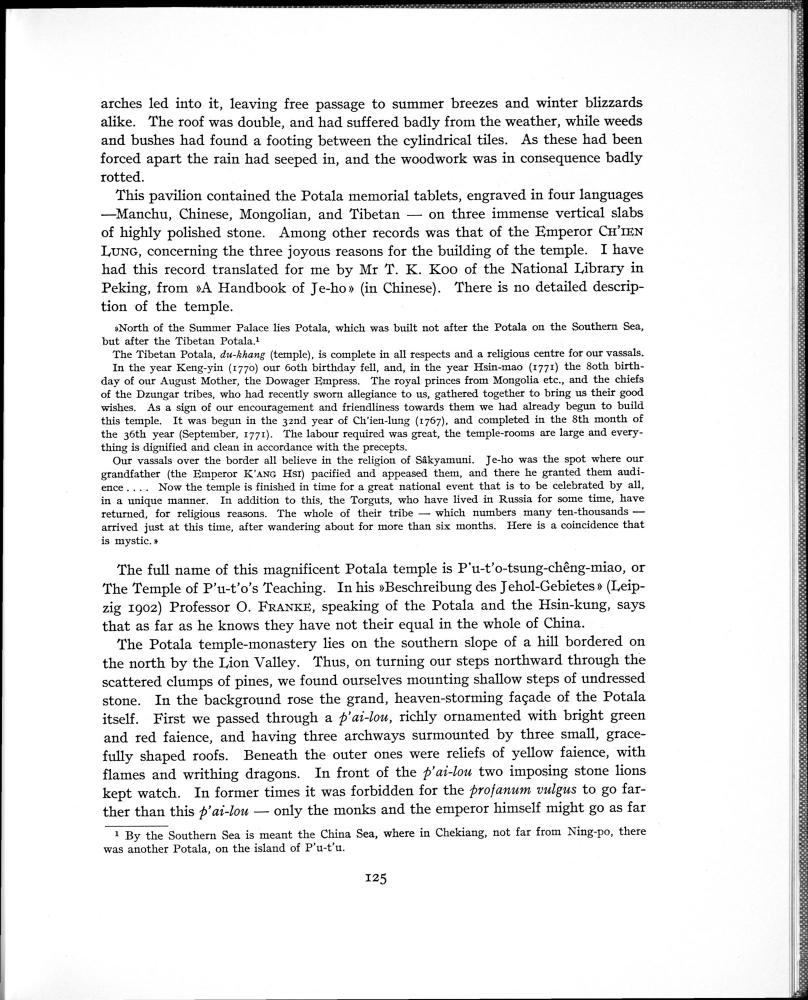 arches led into it, leaving free passage to summer breezes and winter blizzards
alike. The roof was double, and had suffered badly from the weather, while weeds
and bushes had found a footing between the cylindrical tiles. As these had been
forced apart the rain had seeped in, and the woodwork was in consequence badly
rotted.
This pavilion contained the Potala memorial tablets, engraved in four languages
—Manchu, Chinese, Mongolian, and Tibetan — on three immense vertical slabs
of highly polished stone. Among other records was that of the Emperor CH'IEN
LUNG, concerning the three joyous reasons for the building of the temple. I have
had this record translated for me by Mr T. K. KOO of the National Library in
Peking, from »A Handbook of Je-ho» (in Chinese). There is no detailed descrip-
tion of the temple.
»North of the Summer Palace lies Potala, which was built not after the Potala on the Southern Sea,
but after the Tibetan Potala.¹
The Tibetan Potala, du-khang (temple), is complete in all respects and a religious centre for our vassals.
In the year Keng-yin (1770) our 60th birthday fell, and, in the year Hsin-mao (1771) the 80th birth-
day of our August Mother, the Dowager Empress. The royal princes from Mongolia etc., and the chiefs
of the Dzungar tribes, who had recently sworn allegiance to us, gathered together to bring us their good
wishes. As a sign of our encouragement and friendliness towards them we had already begun to build
this temple. It was begun in the 32nd year of Ch'ien-lung (1767), and completed in the 8th month of
the 36th year (September, 1771). The labour required was great, the temple-rooms are large and every-
thing is dignified and clean in accordance with the precepts.
Our vassals over the border all believe in the religion of Sâkyamuni. Je-ho was the spot where our
grandfather (the Emperor K'ANG HSI) pacified and appeased them, and there he granted them audi-
ence . . . . Now the temple is finished in time for a great national event that is to be celebrated by all,
in a unique manner. In addition to this, the Torguts, who have lived in Russia for some time, have
returned, for religious reasons. The whole of their tribe — which numbers many ten-thousands —
arrived just at this time, after wandering about for more than six months. Here is a coincidence that
is mystic.»
The full name of this magnificent Potala temple is P'u-t'o-tsung-chêng-miao, or
The Temple of P'u-t'o's Teaching. In his »Beschreibung des Jehol-Gebietes» (Leip-
zig 1902) Professor O. FRANKE, speaking of the Potala and the Hsin-kung, says
that as far as he knows they have not their equal in the whole of China.
The Potala temple-monastery lies on the southern slope of a hill bordered on
the north by the Lion Valley. Thus, on turning our steps northward through the
scattered clumps of pines, we found ourselves mounting shallow steps of undressed
stone. In the background rose the grand, heaven-storming façade of the Potala
itself. First we passed through a p'ai-lou, richly ornamented with bright green
and red faience, and having three archways surmounted by three small, grace-
fully shaped roofs. Beneath the outer ones were reliefs of yellow faience, with
flames and writhing dragons. In front of the p'ai-lou two imposing stone lions
kept watch. In former times it was forbidden for the profanum vulgus to go far-
ther than this p'ai-lou — only the monks and the emperor himself might go as far
¹ By the Southern Sea is meant the China Sea, where in Chekiang, not far from Ning-po, there
was another Potala, on the island of P'u-t'u.
125